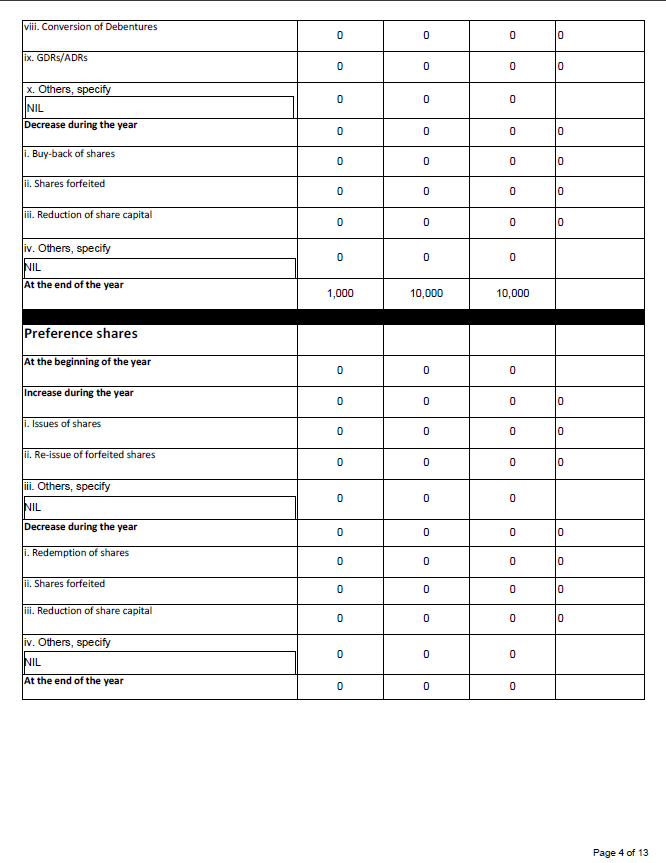 viii. Conversion of Debentures 0 0 0 0
ix. GDRs/ADRs 0 0 0 0
x. Others, specify 0 0 0
NIL
Decrease during the year 0 0 0 0
i. Buy-back of shares 0 0 0 0
ii. Shares forfeited 0 0 0 0
iii. Reduction of share capital 0 0 0 0
iv. Others, specify 0 0 0
NIL
At the end of the year 1,000 10,000 10,000
Preference shares
At the beginning of the year 0 0 0
Increase during the year 0 0 0 0
i. Issues of shares 0 0 0 0
ii. Re-issue of forfeited shares 0 0 0 0
iii. Others, specify 0 0 0
NIL
Decrease during the year 0 0 0 0
i. Redemption of shares 0 0 0 0
ii. Shares forfeited 0 0 0 0
iii. Reduction of share capital 0 0 0 0
iv. Others, specify 0 0 0
NIL
At the end of the year 0 0 0
Page 4 of 13